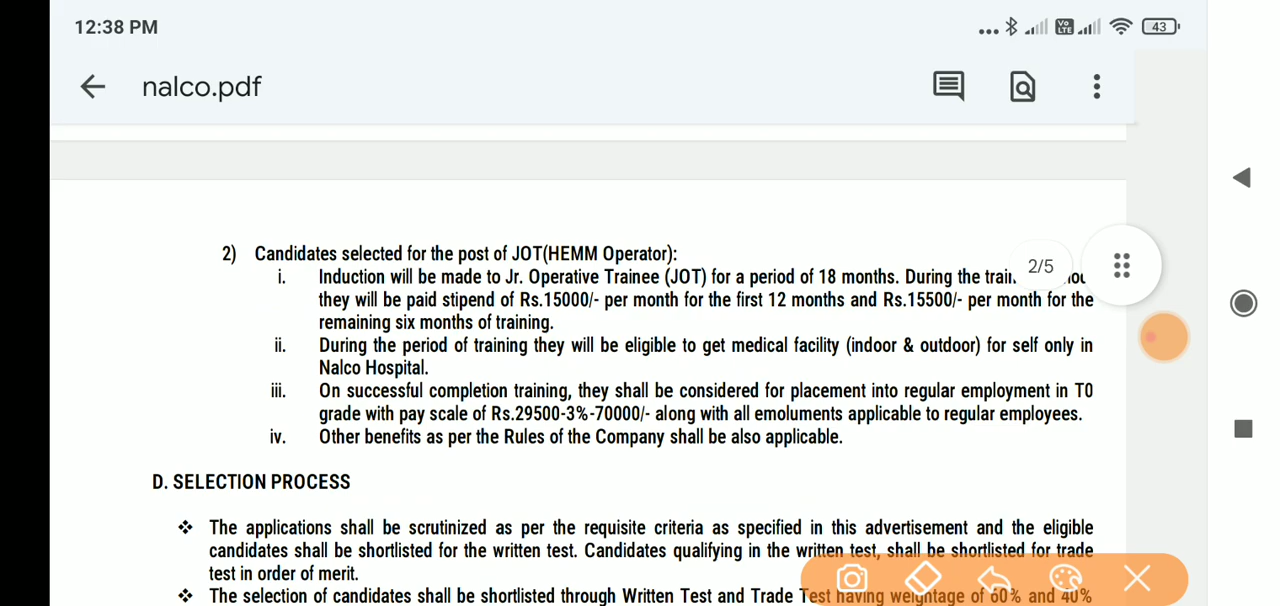 12:38 PM
Vo LTE
43
nalco.pdf
2) Candidates selected for the post of JOT(HEMM Operator):
2/5
i. Induction will be made to Jr. Operative Trainee (JOT) for a period of 18 months. During the
they will be paid stipend of Rs.15000/- per month for the first 12 months and Rs.15500/- per month for the
remaining six months of training.
ii. During the period of training they will be eligible to get medical facility (indoor & outdoor) for self only in
Nalco Hospital.
iii. On successful completion training, they shall be considered for placement into regular employment in T0
grade with pay scale of Rs.29500-3%-70000/- along with all emoluments applicable to regular employees.
iv. Other benefits as per the Rules of the Company shall be also applicable.
D. SELECTION PROCESS
❖ The applications shall be scrutinized as per the requisite criteria as specified in this advertisement and the eligible
candidates shall be shortlisted for the written test. Candidates qualifying in the written test, shall be shortlisted for trade
test in order of merit.
❖ The selection of candidates shall be shortlisted through Written Test and Trade Test having weightage of 60% and 40%